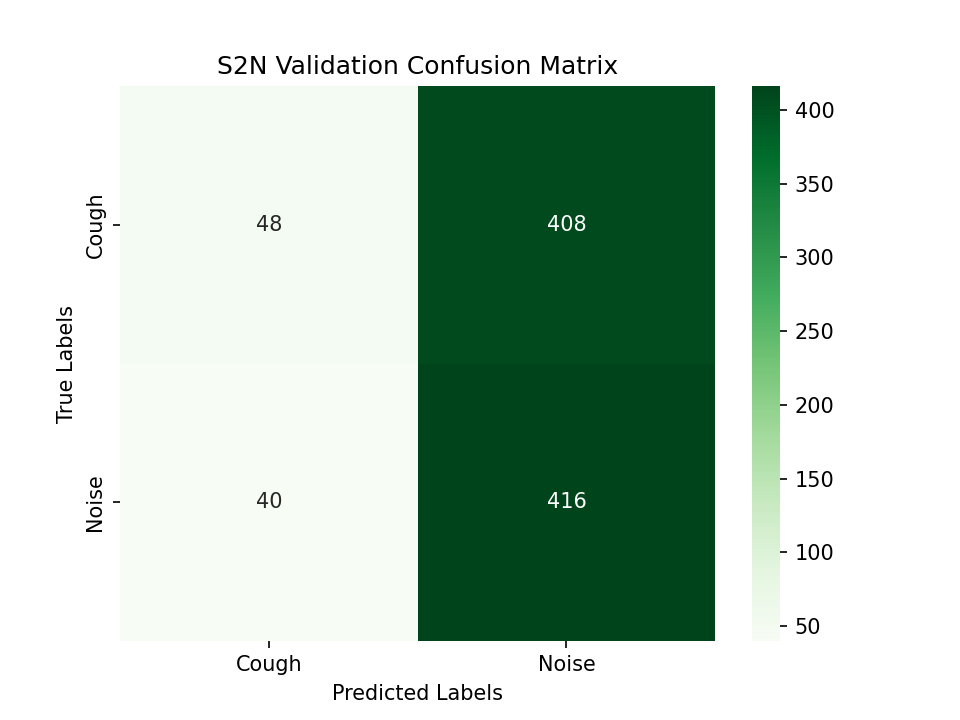 S2N Validation Confusion Matrix
True Labels
Cough
Noise
48
408
40
416
Cough
Noise
Predicted Labels
400
350
300
250
200
150
100
50